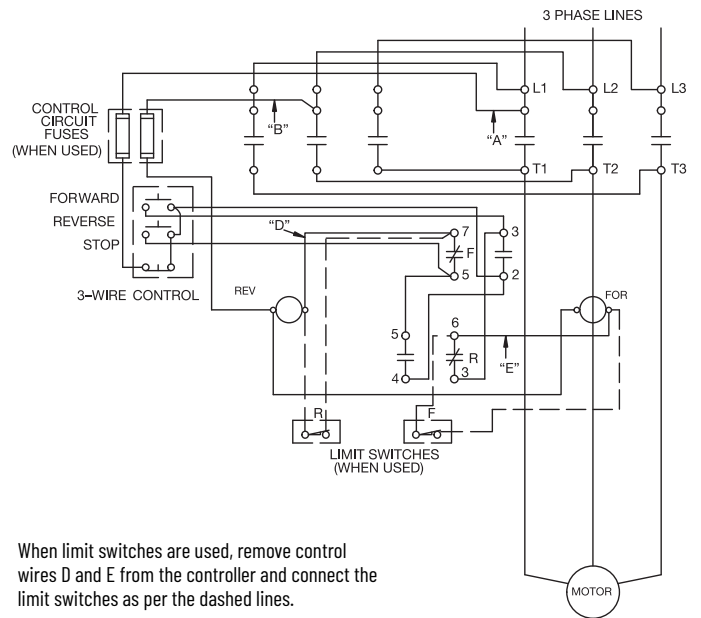 3 PHASE LINES
L1
L2
L3
CONTROL
CIRCUIT
FUSES
(WHEN USED)
"B"
"A"
T1
T2
T3
FORWARD
REVERSE
STOP
3–WIRE CONTROL
"D"
7
3
F
5
2
REV
FOR
5
6
4
R
3
"E"
R
F
LIMIT SWITCHES
(WHEN USED)
When limit switches are used, remove control
wires D and E from the controller and connect the
limit switches as per the dashed lines.
MOTOR